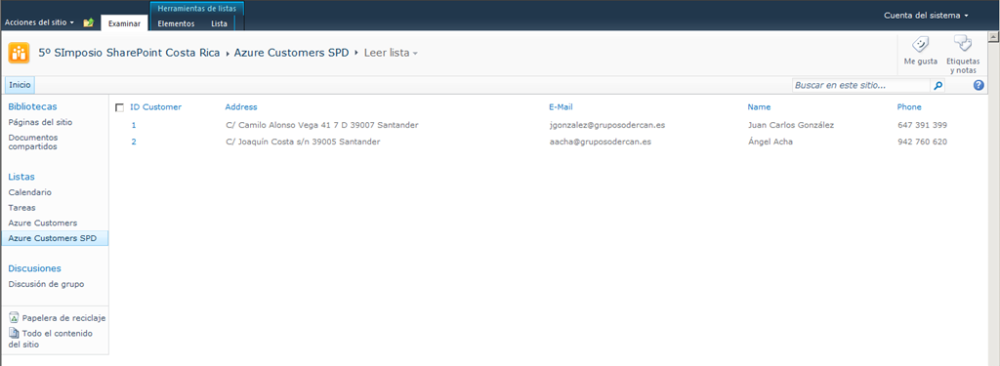 Herramientas de listas
Acciones del sitio
Examinar
Elementos
Lista
Cuenta del sistema
5º SImposio SharePoint Costa Rica
Azure Customers SPD
Leer lista
Me gusta
Etiquetas
y notas
Inicio
Buscar en este sitio...
Bibliotecas
Páginas del sitio
Documentos
compartidos
Listas
Calendario
Tareas
Azure Customers
Azure Customers SPD
Discusiones
Discusión de grupo
Papelera de reciclaje
Todo el contenido
del sitio
ID Customer Address E-Mail Name Phone
1 C/ Camilo Alonso Vega 41 7 D 39007 Santander jgonzalez@gruposodercan.es Juan Carlos González 647 391 399
2 C/ Joaquín Costa s/n 39005 Santander aacha@gruposodercan.es Ángel Acha 942 760 620